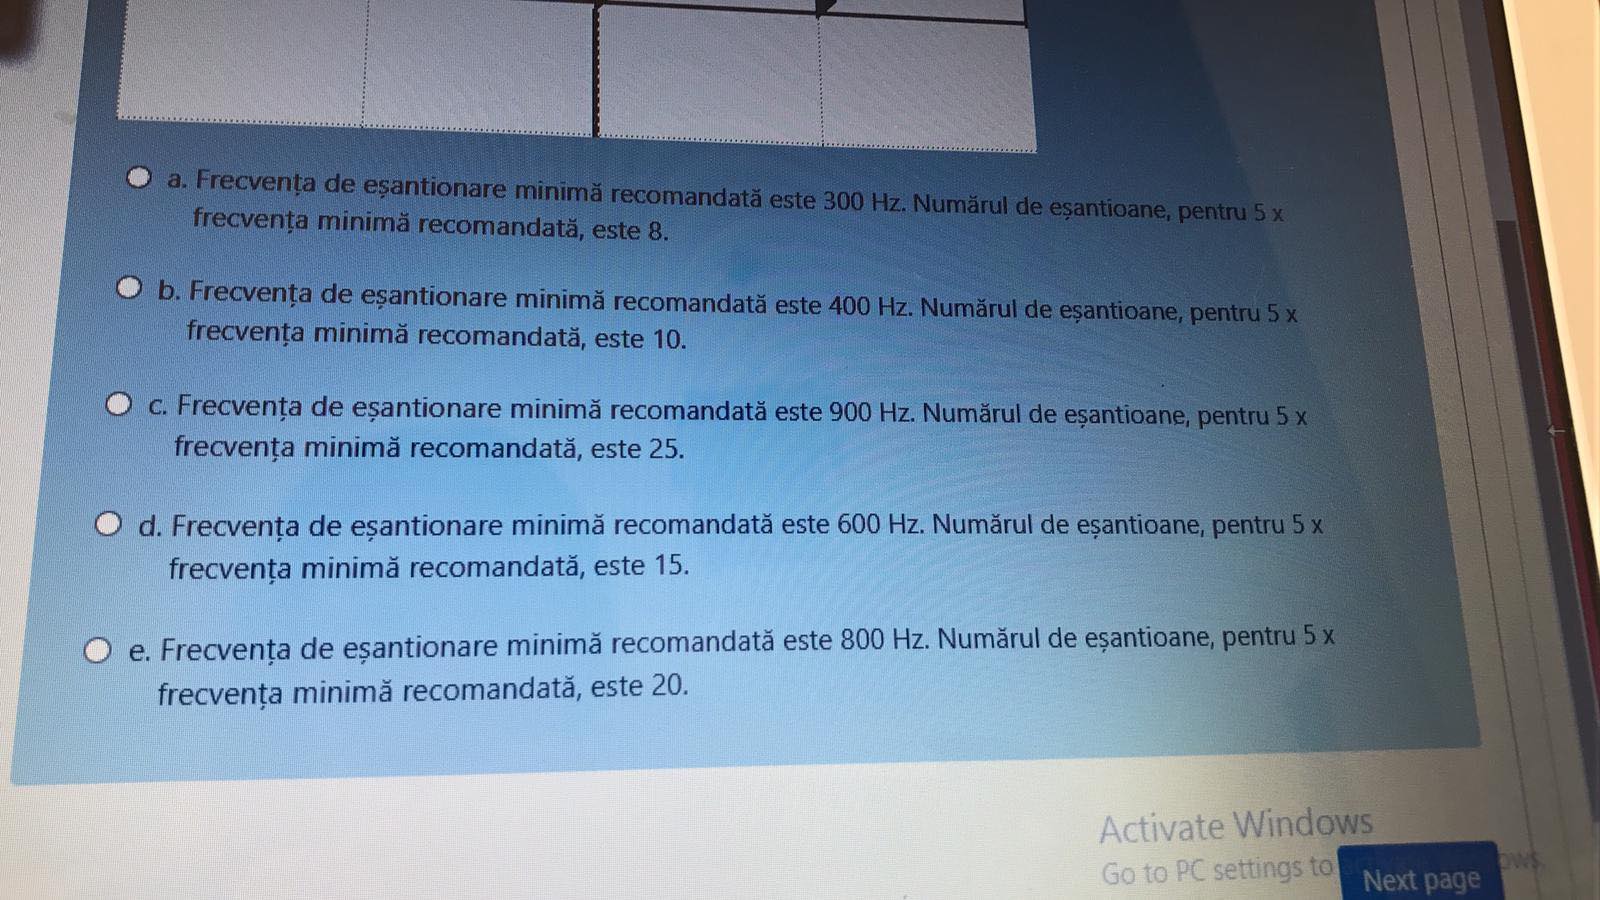 a. Frecvența de eșantionare minimă recomandată este 300 Hz. Numărul de eșantioane, pentru 5 x
frecvența minimă recomandată, este 8.
b. Frecvența de eșantionare minimă recomandată este 400 Hz. Numărul de eșantioane, pentru 5 x
frecvența minimă recomandată, este 10.
c. Frecvența de eșantionare minimă recomandată este 900 Hz. Numărul de eșantioane, pentru 5 x
frecvența minimă recomandată, este 25.
d. Frecvența de eșantionare minimă recomandată este 600 Hz. Numărul de eșantioane, pentru 5 x
frecvența minimă recomandată, este 15.
e. Frecvența de eșantionare minimă recomandată este 800 Hz. Numărul de eșantioane, pentru 5 x
frecvența minimă recomandată, este 20.
Activate Windows
Go to PC settings to
Next page